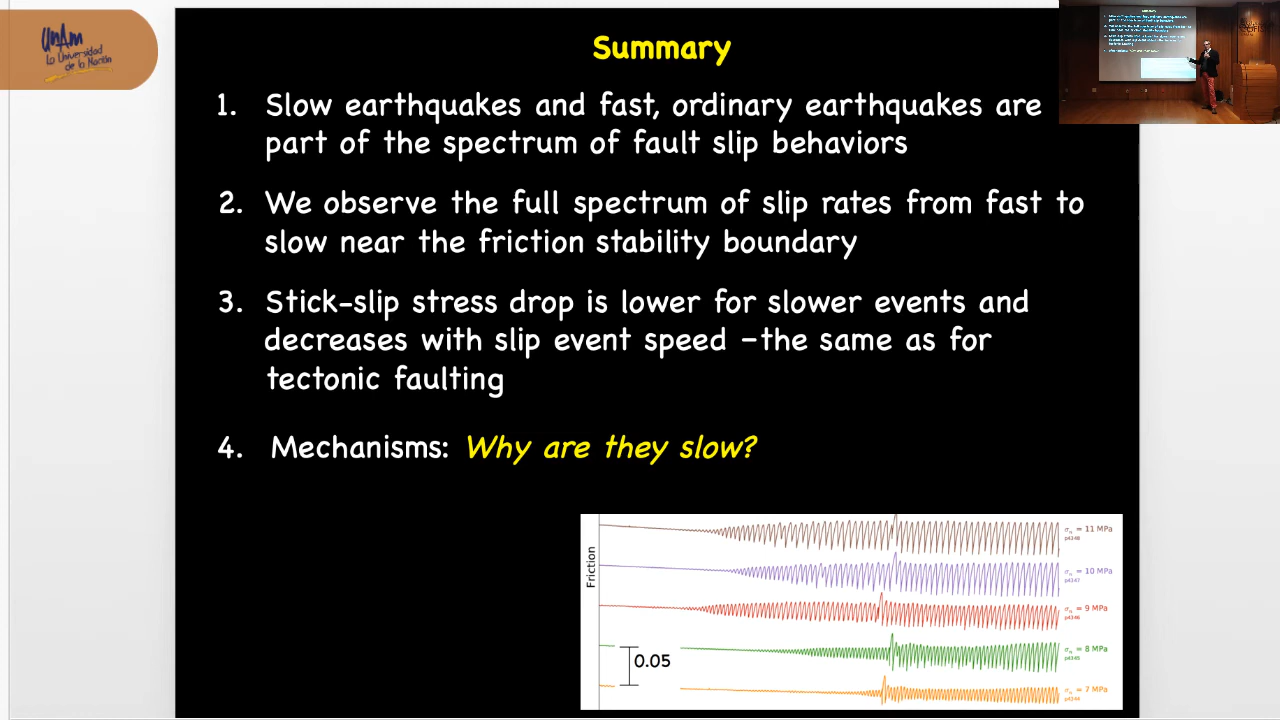 UnAm
La Universidad
de la Nación
Summary
1. Slow earthquakes and fast, ordinary earthquakes are
part of the spectrum of fault slip behaviors
2. We observe the full spectrum of slip rates from fast to
slow near the friction stability boundary
3. Stick-slip stress drop is lower for slower events and
decreases with slip event speed –the same as for
tectonic faulting
4. Mechanisms: Why are they slow?
Friction
0.05
σn = 11 MPa
p4348
σn = 10 MPa
p4347
σn = 9 MPa
p4346
σn = 8 MPa
p4345
σn = 7 MPa